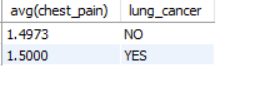 avg(chest_pain) lung_cancer
1.4973 NO
1.5000 YES